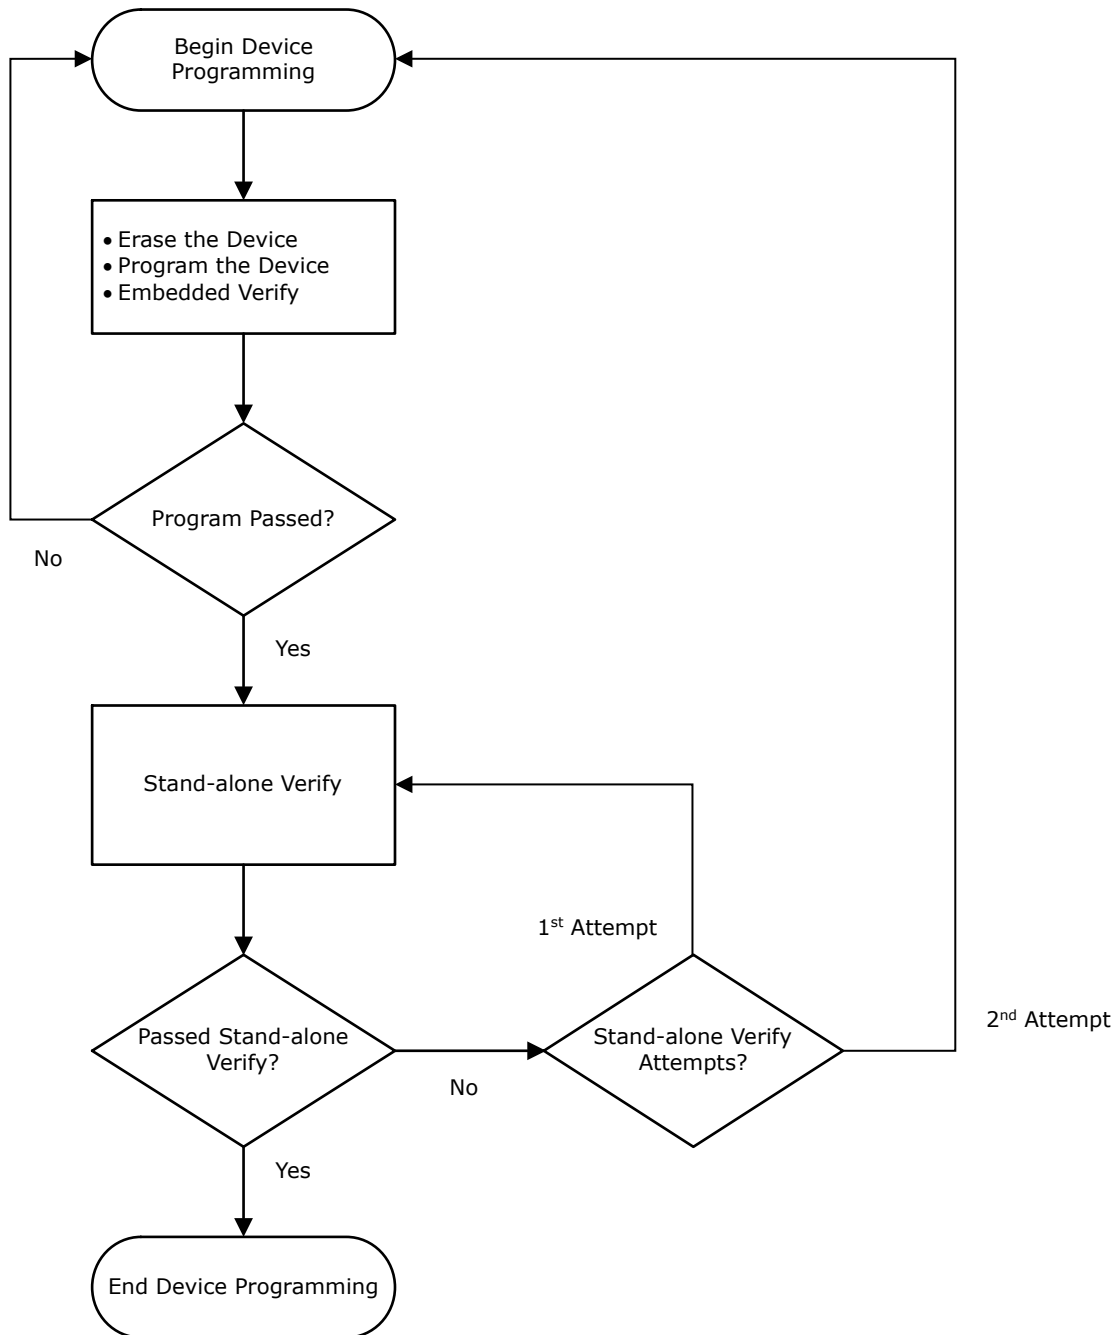 Begin Device
Programming
• Erase the Device
• Program the Device
• Embedded Verify
Program Passed?
No
Yes
Stand-alone Verify
1st Attempt
Passed Stand-alone
Verify?
No
Stand-alone Verify
Attempts?
2nd Attempt
Yes
End Device Programming